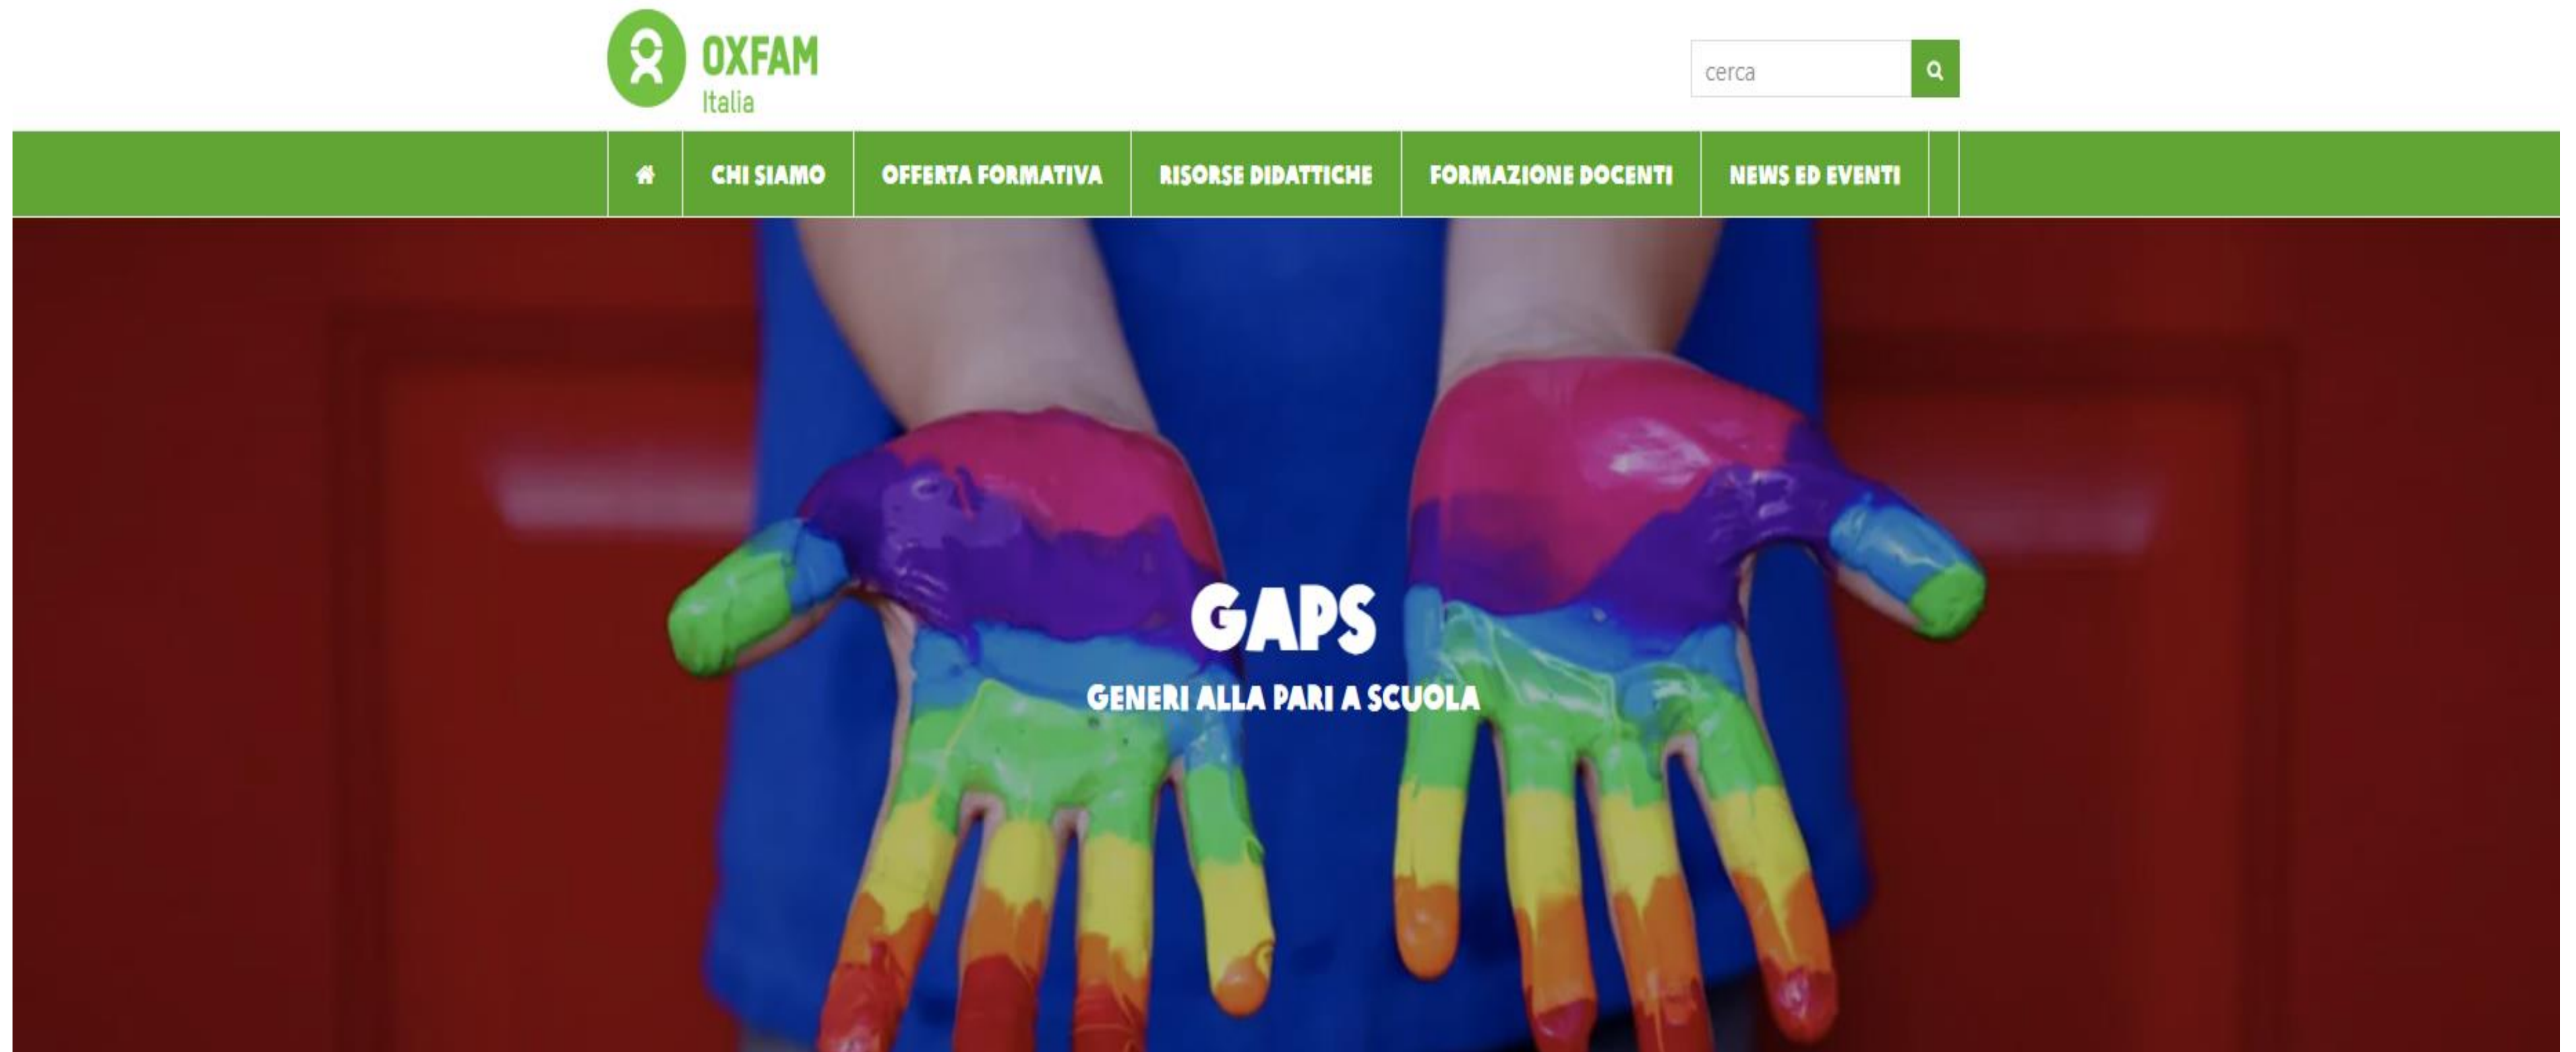 OXFAM
Italia
cerca
CHI SIAMO
OFFERTA FORMATIVA
RISORSE DIDATTICHE
FORMAZIONE DOCENTI
NEWS ED EVENTI
GAPS
GENERI ALLA PARI A SCUOLA